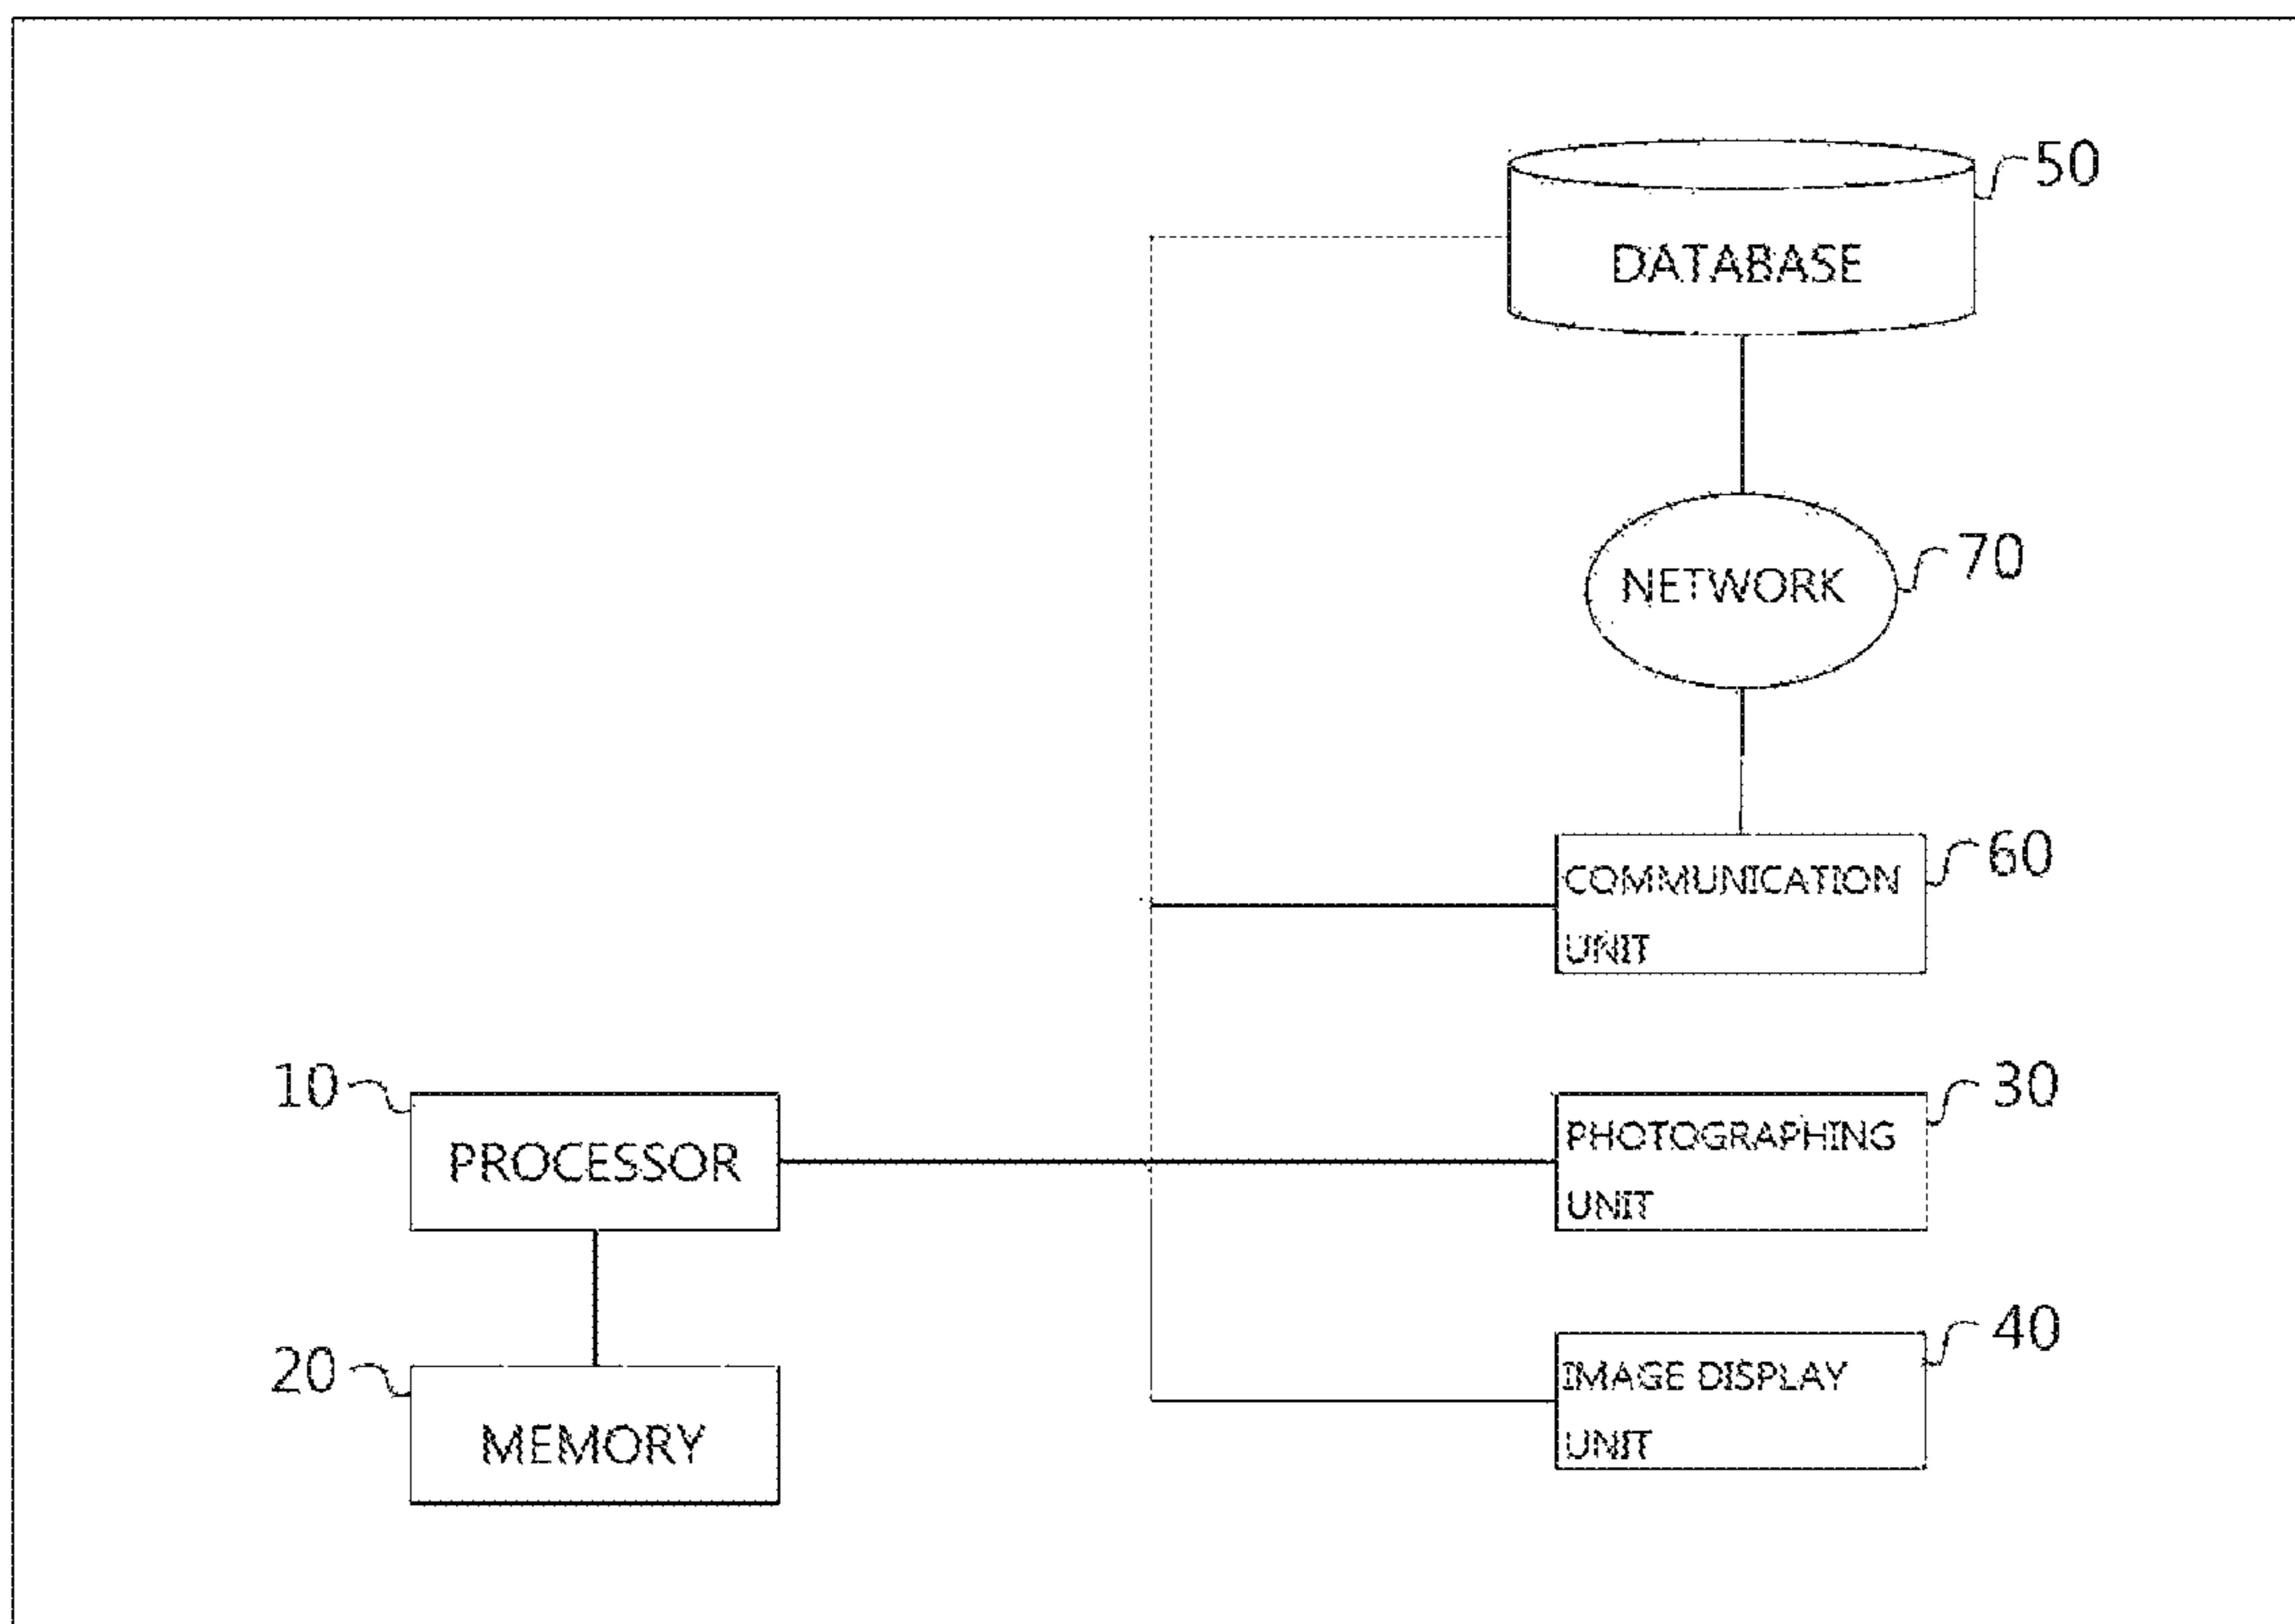 50
DATABASE
70
NETWORK
60
COMMUNICATION
UNIT
10
PROCESSOR
30
PHOTOGRAPHING
UNIT
20
MEMORY
40
IMAGE DISPLAY
UNIT